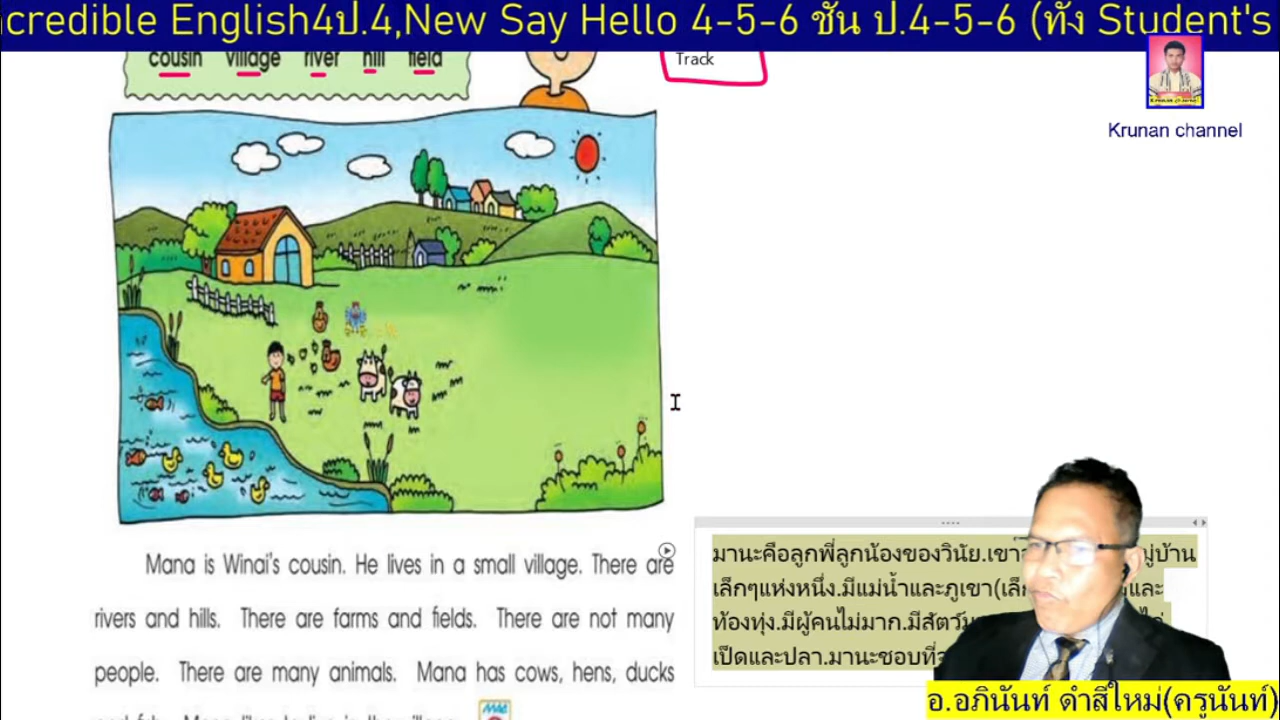 credible English4ป.4,New Say Hello 4-5-6 ชั้น ป.4-5-6 (ทั้ง Student's
cousin village river hill field
Track
Krunan channel
Mana is Winai's cousin. He lives in a small village. There are
rivers and hills. There are farms and fields. There are not many
people. There are many animals. Mana has cows, hens, ducks
มานะคือลูกพี่ลูกน้องของวินัย.เขา
เล็กๆแห่งหนึ่ง.มีแม่น้ำและภูเขา และ
ท้องทุ่ง.มีผู้คนไม่มาก.มีสัตว์
เป็ดและปลา.มานะชอบที่
อ.อภินันท์ ดำสีใหม่(ครูนันท์)